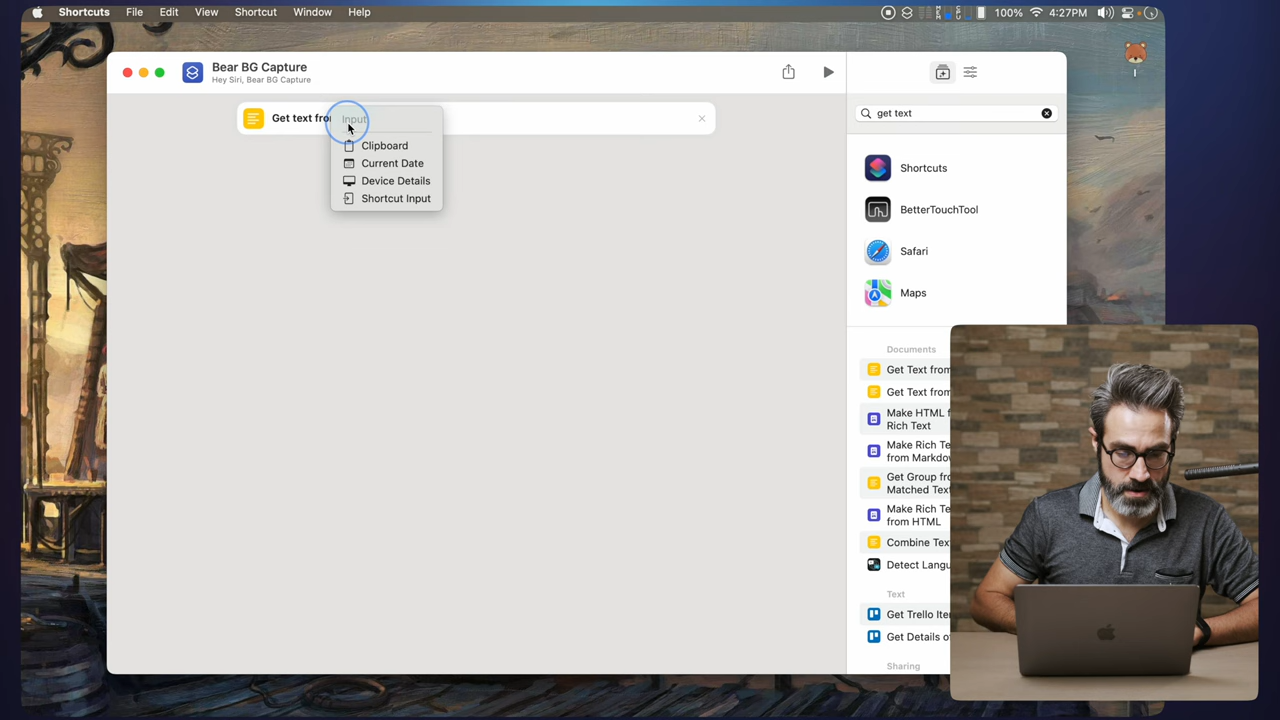 Shortcuts File Edit View Shortcut Window Help 100% 4:27PM
Bear BG Capture
Hey Siri, Bear BG Capture
get text
Get text fro
Input
Clipboard
Current Date
Device Details
Shortcut Input
Shortcuts
BetterTouchTool
Safari
Maps
Documents
Get Text from
Get Text from
Make HTML f
Rich Text
Make Rich Te
from Markdo
Get Group fro
Matched Text
Make Rich Te
from HTML
Combine Tex
Detect Langu
Text
Get Trello Ite
Get Details o
Sharing